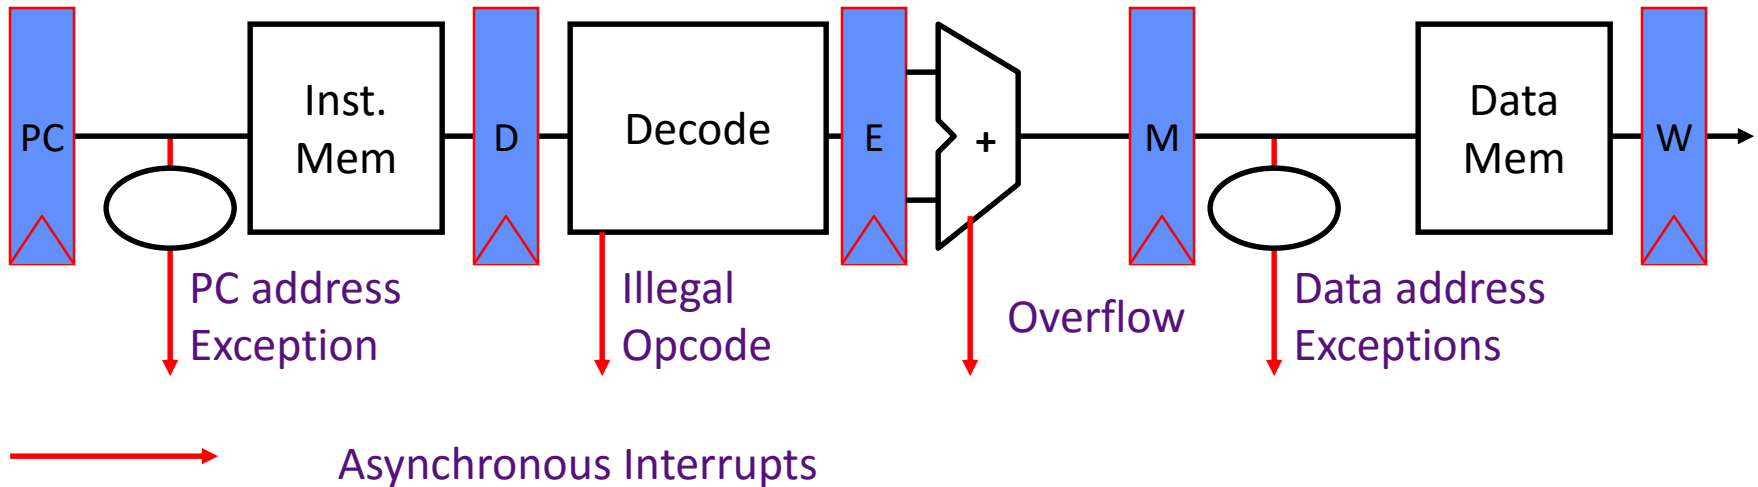 PC
Inst.
Mem
D
Decode
E
+
M
Data
Mem
W
PC address
Exception
Illegal
Opcode
Overflow
Data address
Exceptions
Asynchronous Interrupts